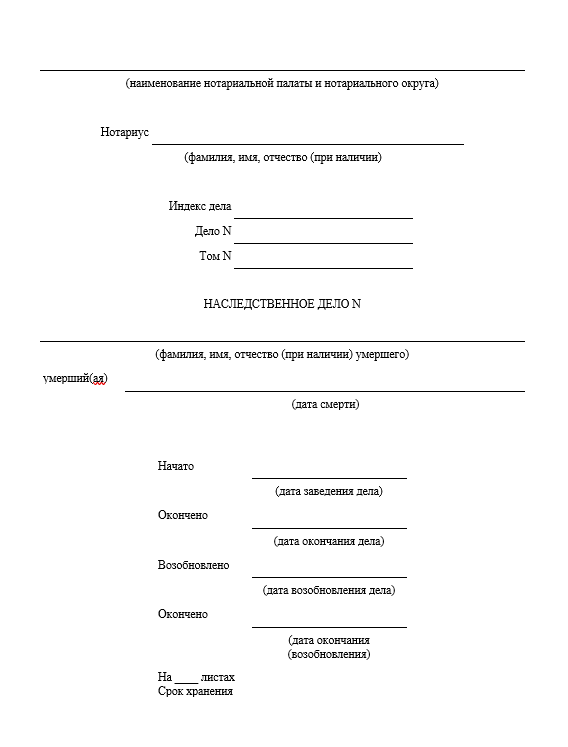 (наименование нотариальной палаты и нотариального округа)
Нотариус
(фамилия, имя, отчество (при наличии)
Индекс дела
Дело N
Том N
НАСЛЕДСТВЕННОЕ ДЕЛО N
(фамилия, имя, отчество (при наличии) умершего)
умерший(ая)
(дата смерти)
Начато
(дата заведения дела)
Окончено
(дата окончания дела)
Возобновлено
(дата возобновления дела)
Окончено
(дата окончания
(возобновления)
На ____ листах
Срок хранения